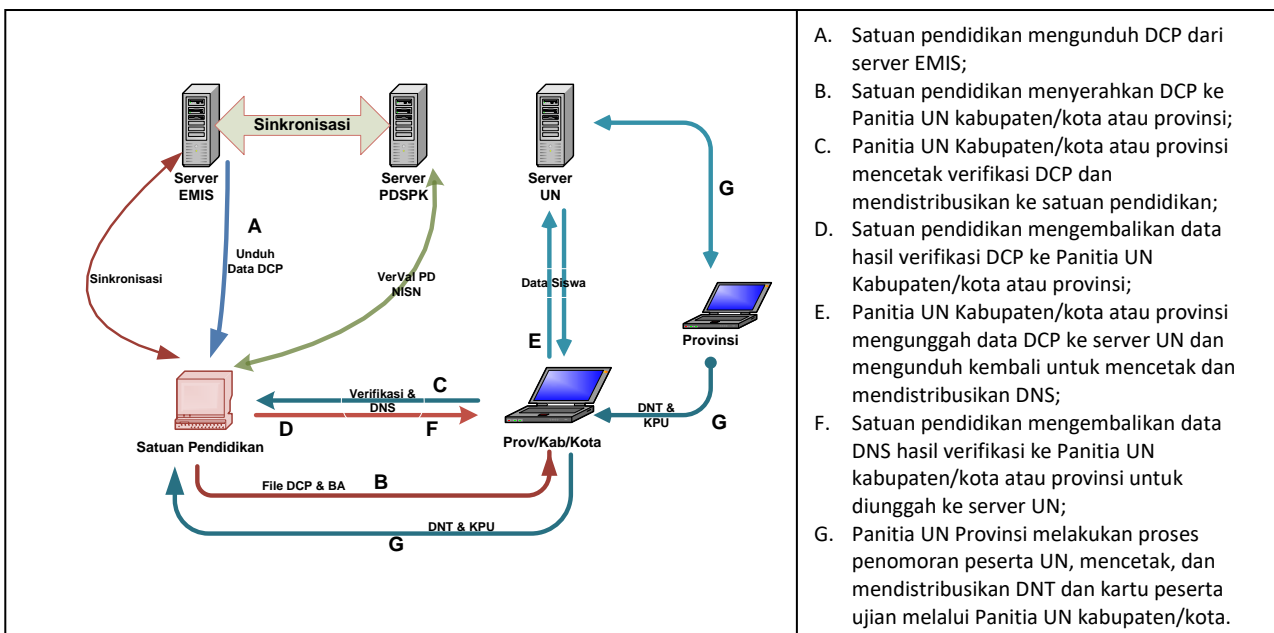 Sinkronisasi
Server
EMIS
Server
PDSPK
Server
UN
A
Unduh
Data DCP
Sinkronisasi
VerVal PD
NISN
Data Siswa
E
G
Provinsi
Verifikasi &
DNS
C
D
F
DNT &
KPU
G
Satuan Pendidikan
Prov/Kab/Kota
File DCP & BA
B
DNT & KPU
G
A. Satuan pendidikan mengunduh DCP dari
server EMIS;
B. Satuan pendidikan menyerahkan DCP ke
Panitia UN kabupaten/kota atau provinsi;
C. Panitia UN Kabupaten/kota atau provinsi
mencetak verifikasi DCP dan
mendistribusikan ke satuan pendidikan;
D. Satuan pendidikan mengembalikan data
hasil verifikasi DCP ke Panitia UN
Kabupaten/kota atau provinsi;
E. Panitia UN Kabupaten/kota atau provinsi
mengunggah data DCP ke server UN dan
mengunduh kembali untuk mencetak dan
mendistribusikan DNS;
F. Satuan pendidikan mengembalikan data
DNS hasil verifikasi ke Panitia UN
kabupaten/kota atau provinsi untuk
diunggah ke server UN;
G. Panitia UN Provinsi melakukan proses
penomoran peserta UN, mencetak, dan
mendistribusikan DNT dan kartu peserta
ujian melalui Panitia UN kabupaten/kota.